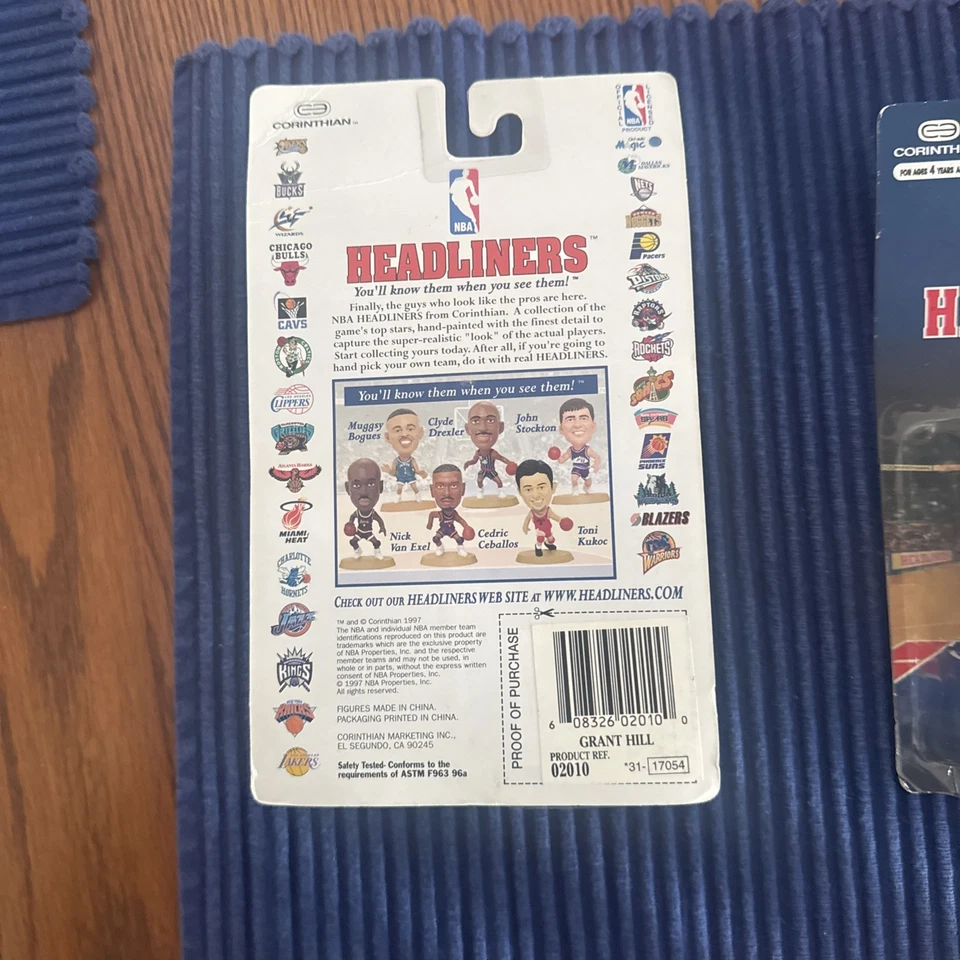 CORINTHIAN™
OFFICIAL LICENSED
NBA
PRODUCT
NBA
HEADLINERS™
You'll know them when you see them!™
Finally, the guys who look like the pros are here.
NBA HEADLINERS from Corinthian. A collection of the
game's top stars, hand-painted with the finest detail to
capture the super-realistic "look" of the actual players.
Start collecting yours today. After all, if you're going to
hand pick your own team, do it with real HEADLINERS.
You'll know them when you see them!™
Muggsy
Bogues
Clyde
Drexler
John
Stockton
Nick
Van Exel
Cedric
Ceballos
Toni
Kukoc
CHECK OUT OUR HEADLINERS WEB SITE AT WWW.HEADLINERS.COM
™ and © Corinthian 1997
The NBA and individual NBA member team
identifications reproduced on this product are
trademarks which are the exclusive property
of NBA Properties, Inc. and the respective
member teams and may not be used, in
whole or in parts, without the express written
consent of NBA Properties, Inc.
© 1997 NBA Properties, Inc.
All rights reserved.
FIGURES MADE IN CHINA.
PACKAGING PRINTED IN CHINA.
CORINTHIAN MARKETING INC.,
EL SEGUNDO, CA 90245
Safety Tested- Conforms to the
requirements of ASTM F963 96a
PROOF OF PURCHASE
6 08326 02010 0
GRANT HILL
PRODUCT REF.
02010
*31- 17054
BUCKS
WIZARDS
CHICAGO
BULLS
CAVS
CLIPPERS
ATLANTA HAWKS
MIAMI
HEAT
CHARLOTTE
HORNETS
JAZZ
KINGS
KNICKS
LAKERS
Magic
DALLAS
MAVERICKS
NETS
NUGGETS
Pacers
PISTONS
RAPTORS
ROCKETS
SONICS
SPURS
PHOENIX
SUNS
BLAZERS
WARRIORS
CORINTH
FOR AGES 4 YEARS A
H